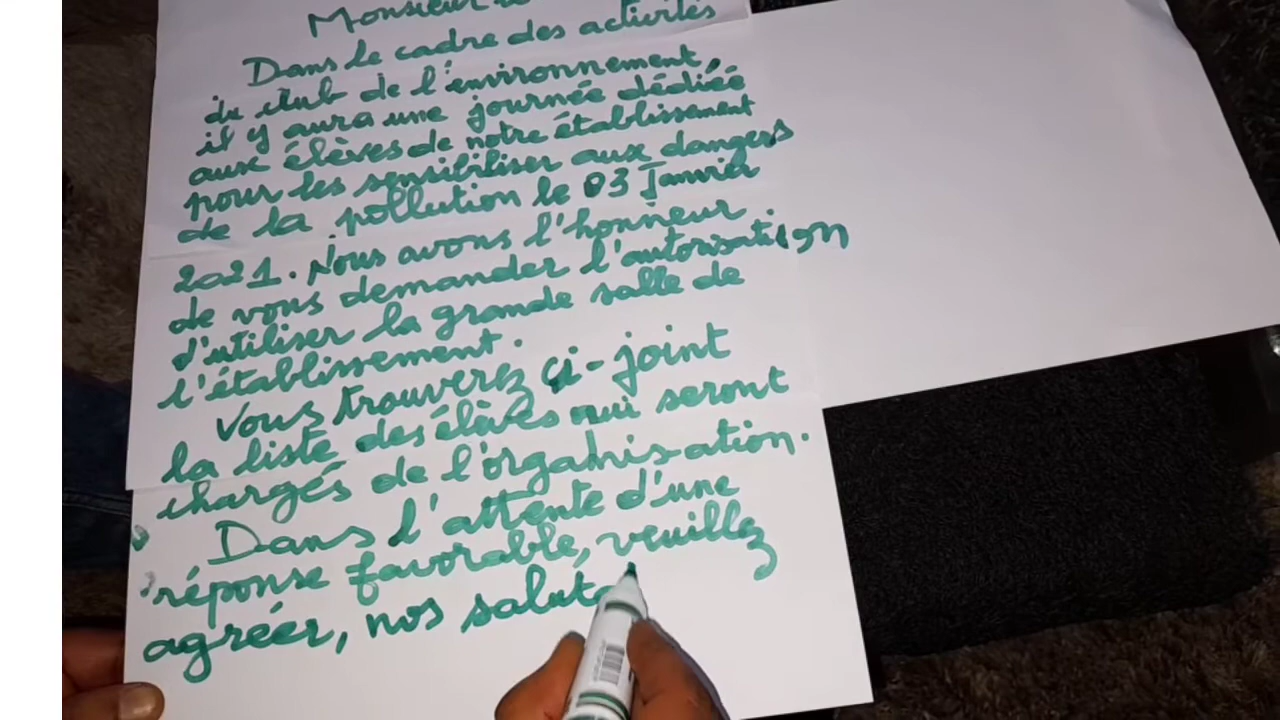 Monsieur le
Dans le cadre des activités
du club de l'environnement,
il y aura une journée dédiée
aux élèves de notre établissement
pour les sensibiliser aux dangers
de la pollution le 03 Janvier
2021. Nous avons l'honneur
de vous demander l'autorisation
d'utiliser la grande salle de
l'établissement.
Vous trouverez ci-joint
la liste des élèves qui seront
chargés de l'organisation.
Dans l'attente d'une
réponse favorable, veuillez
agréer, nos saluta